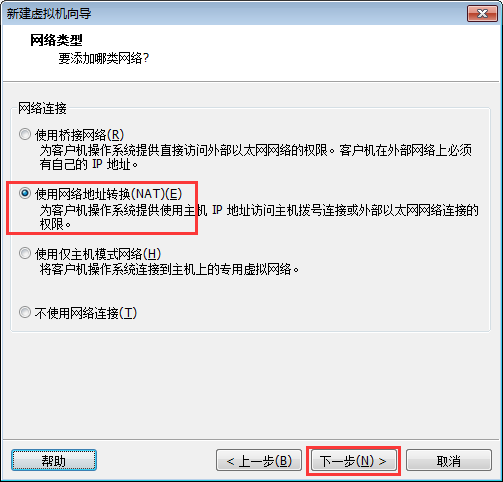 新建虚拟机向导
网络类型
要添加哪类网络?
网络连接
使用桥接网络(R)
为客户机操作系统提供直接访问外部以太网网络的权限。客户机在外部网络上必须
有自己的 IP 地址。
使用网络地址转换(NAT)(E)
为客户机操作系统提供使用主机 IP 地址访问主机拨号连接或外部以太网网络连接的
权限。
使用仅主机模式网络(H)
将客户机操作系统连接到主机上的专用虚拟网络。
不使用网络连接(T)
帮助
< 上一步(B)
下一步(N) >
取消